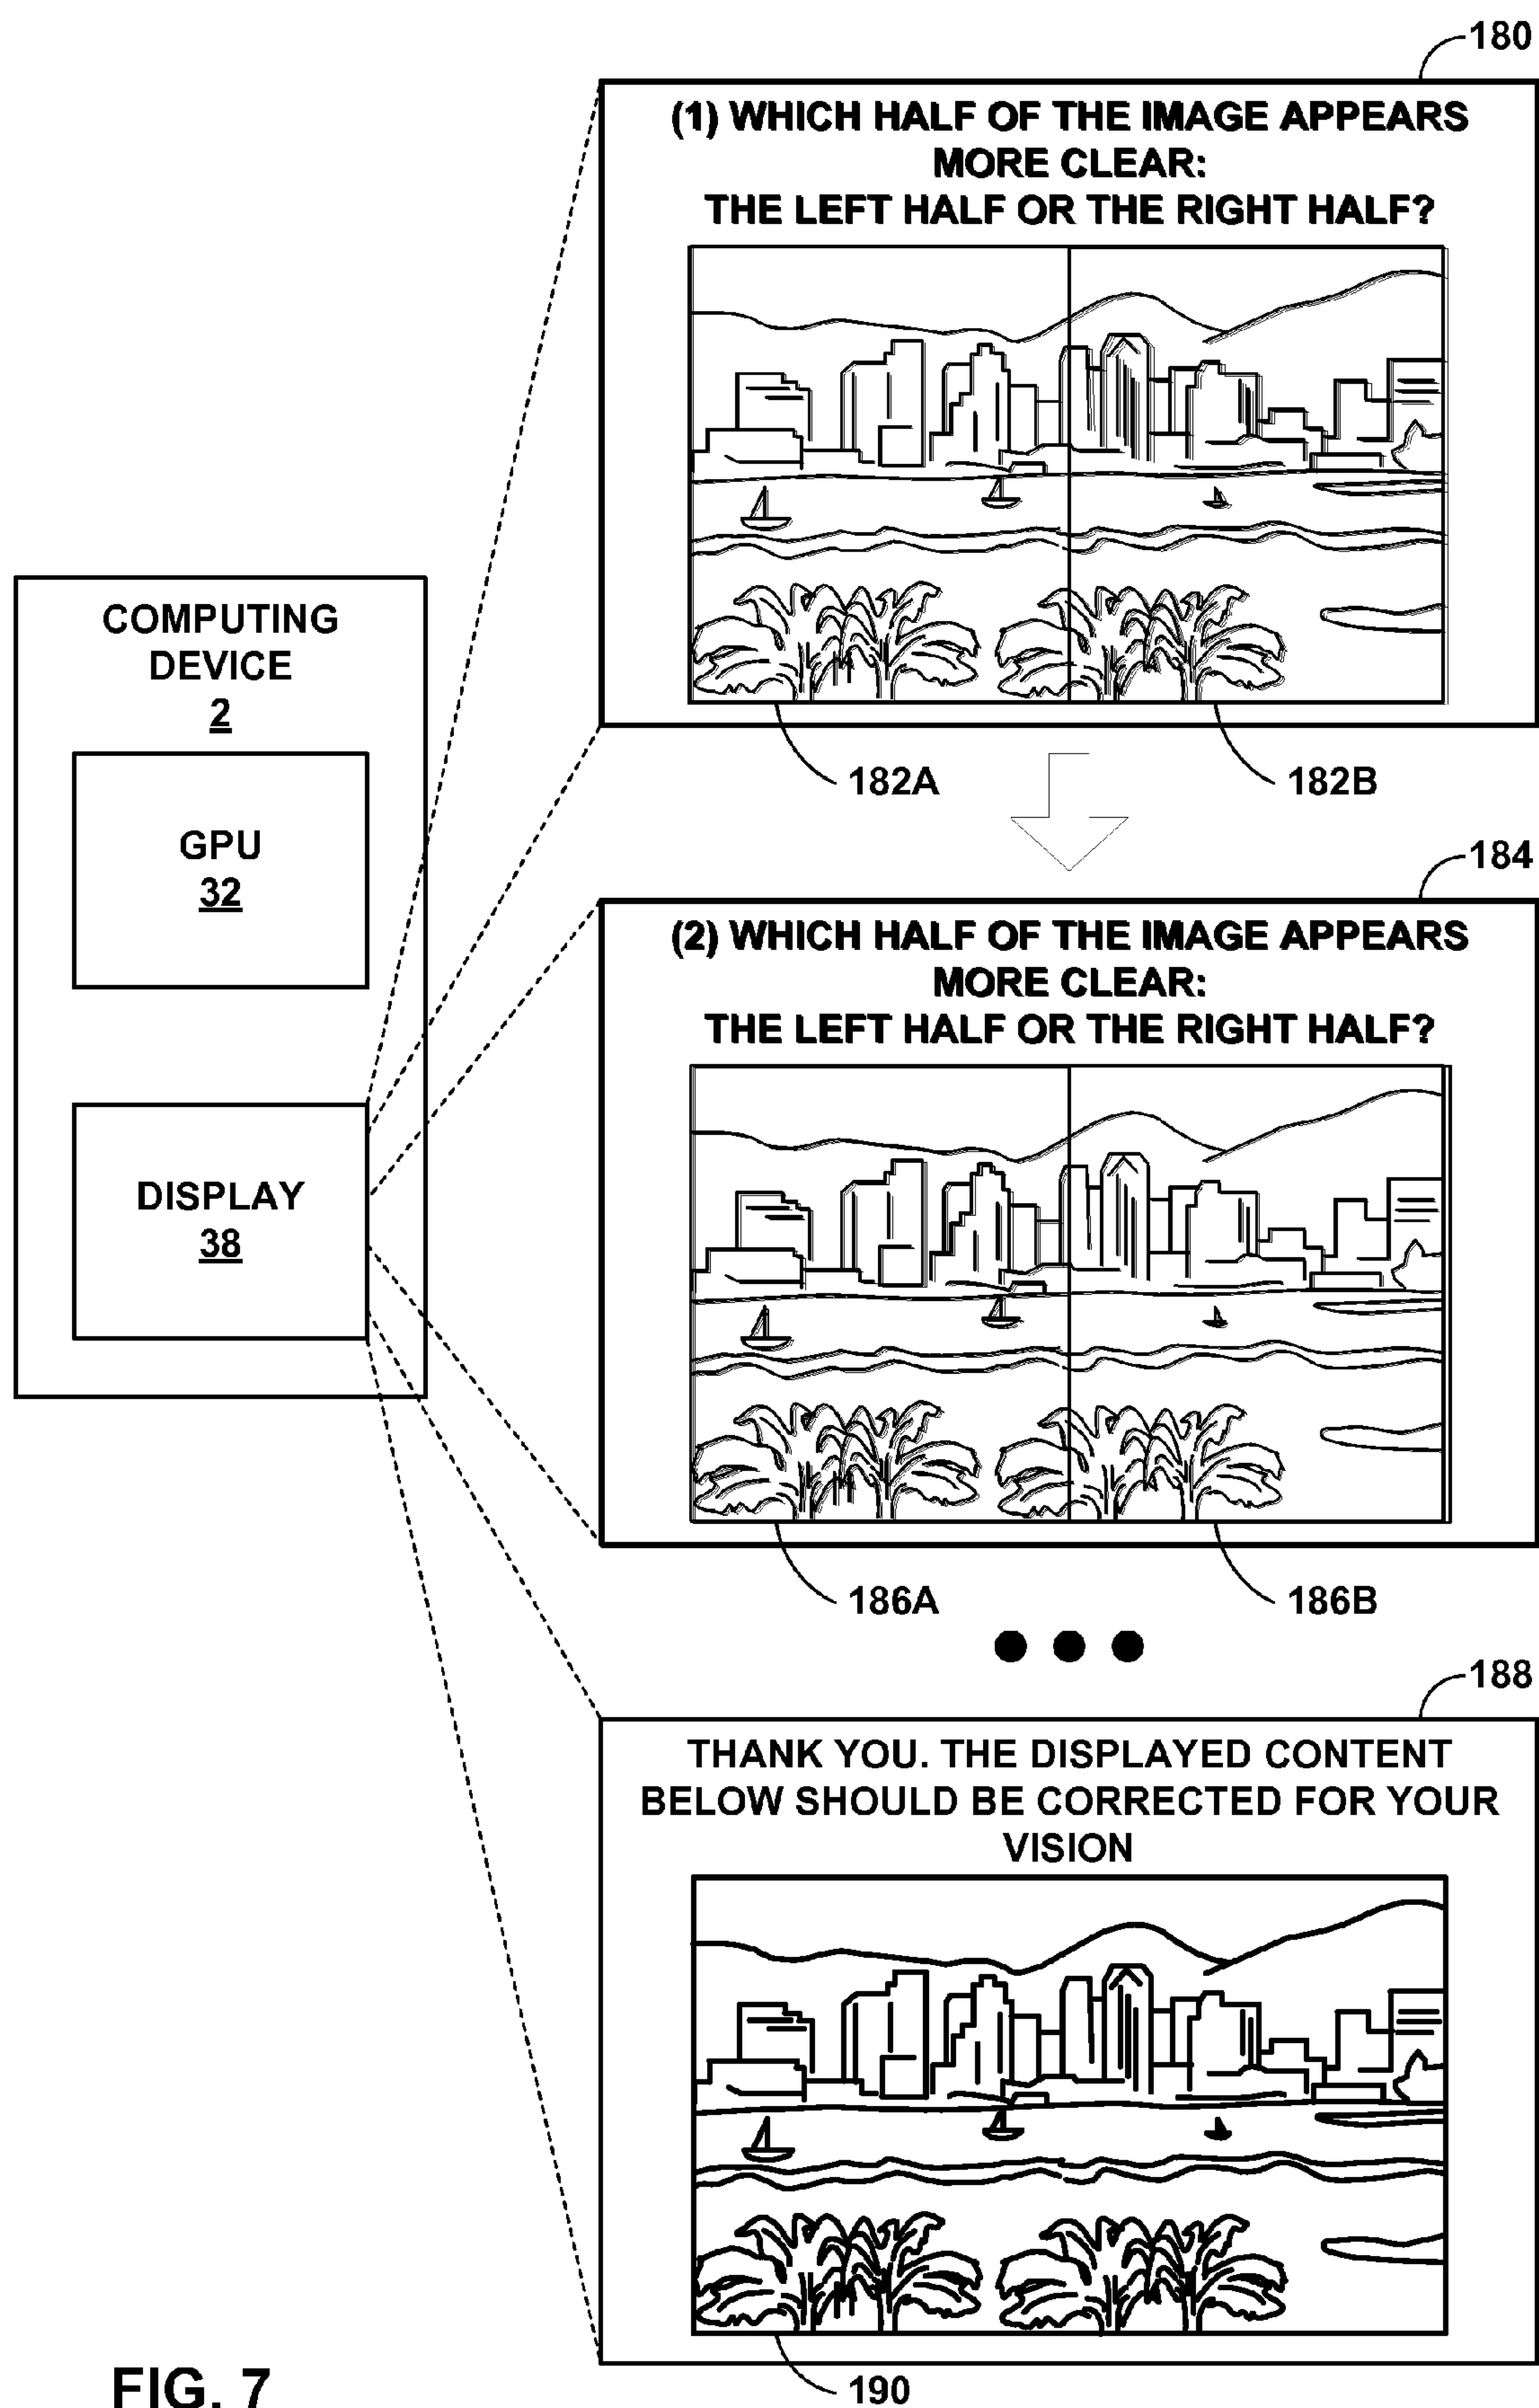 180
(1) WHICH HALF OF THE IMAGE APPEARS
MORE CLEAR:
THE LEFT HALF OR THE RIGHT HALF?
182A
182B
COMPUTING
DEVICE
2
GPU
32
DISPLAY
38
184
(2) WHICH HALF OF THE IMAGE APPEARS
MORE CLEAR:
THE LEFT HALF OR THE RIGHT HALF?
186A
186B
188
THANK YOU. THE DISPLAYED CONTENT
BELOW SHOULD BE CORRECTED FOR YOUR
VISION
190
FIG. 7